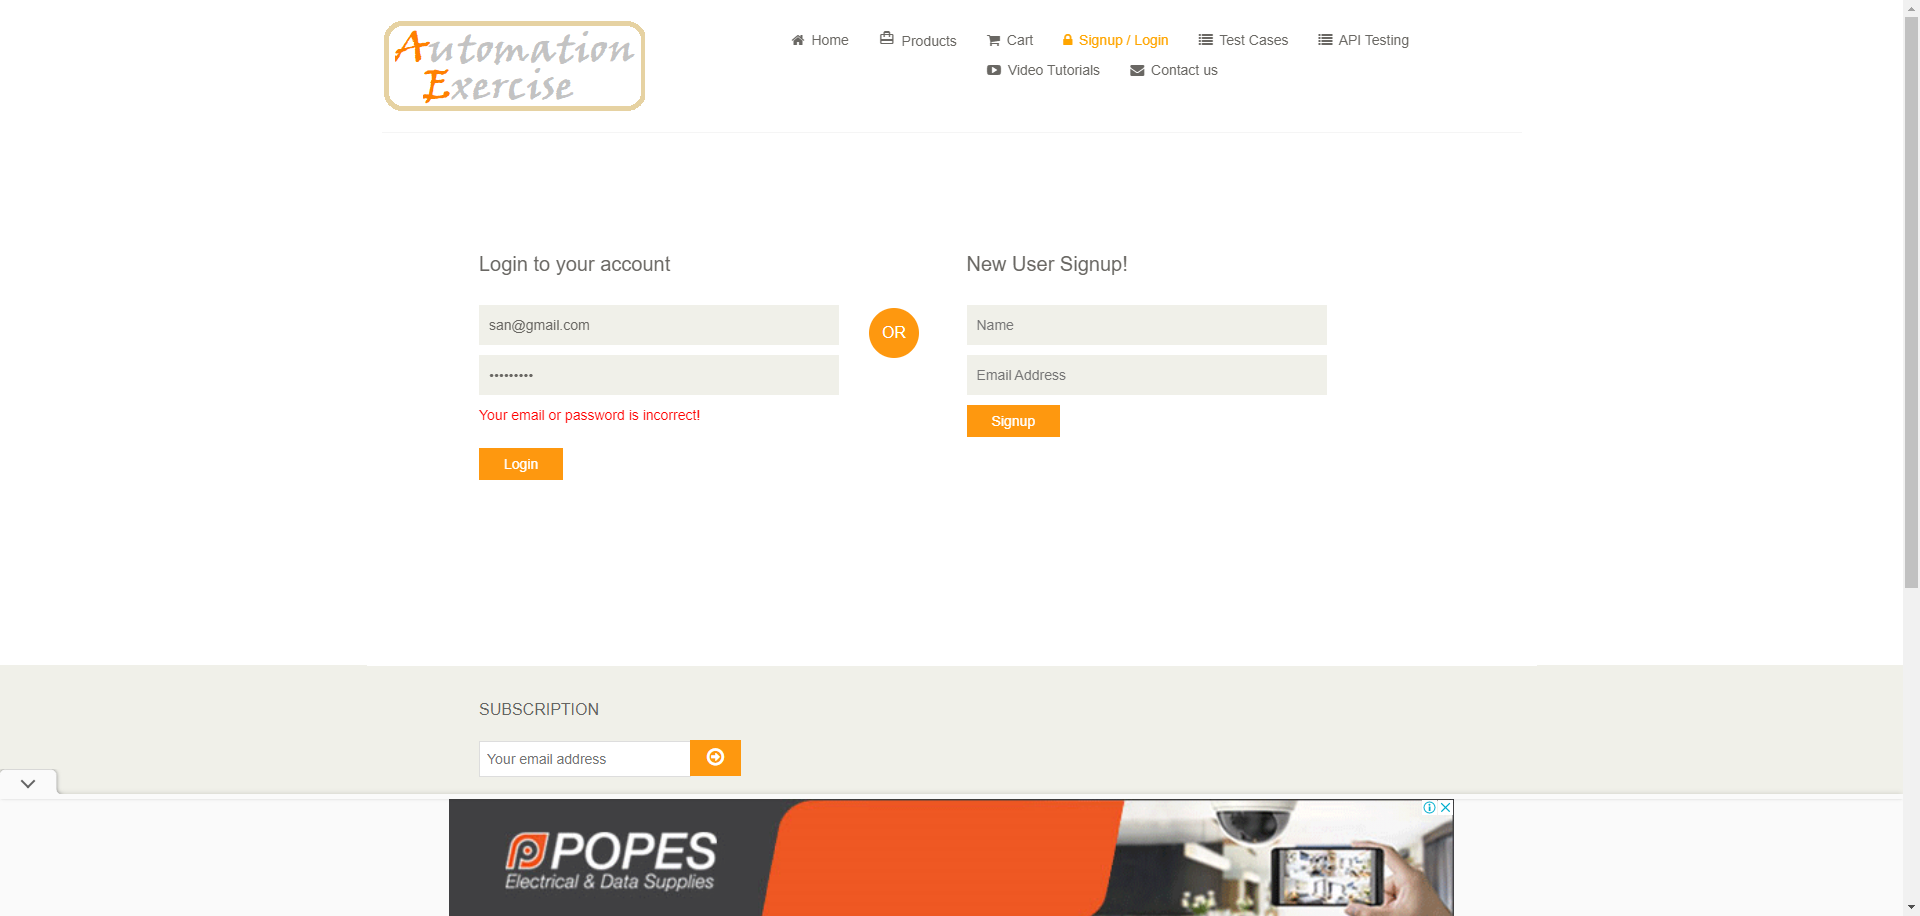 Automation
Exercise
Home
Products
Cart
Signup / Login
Test Cases
API Testing
Video Tutorials
Contact us
Login to your account
san@gmail.com
•••••••••
Your email or password is incorrect!
Login
OR
New User Signup!
Name
Email Address
Signup
SUBSCRIPTION
Your email address
POPES
Electrical & Data Supplies